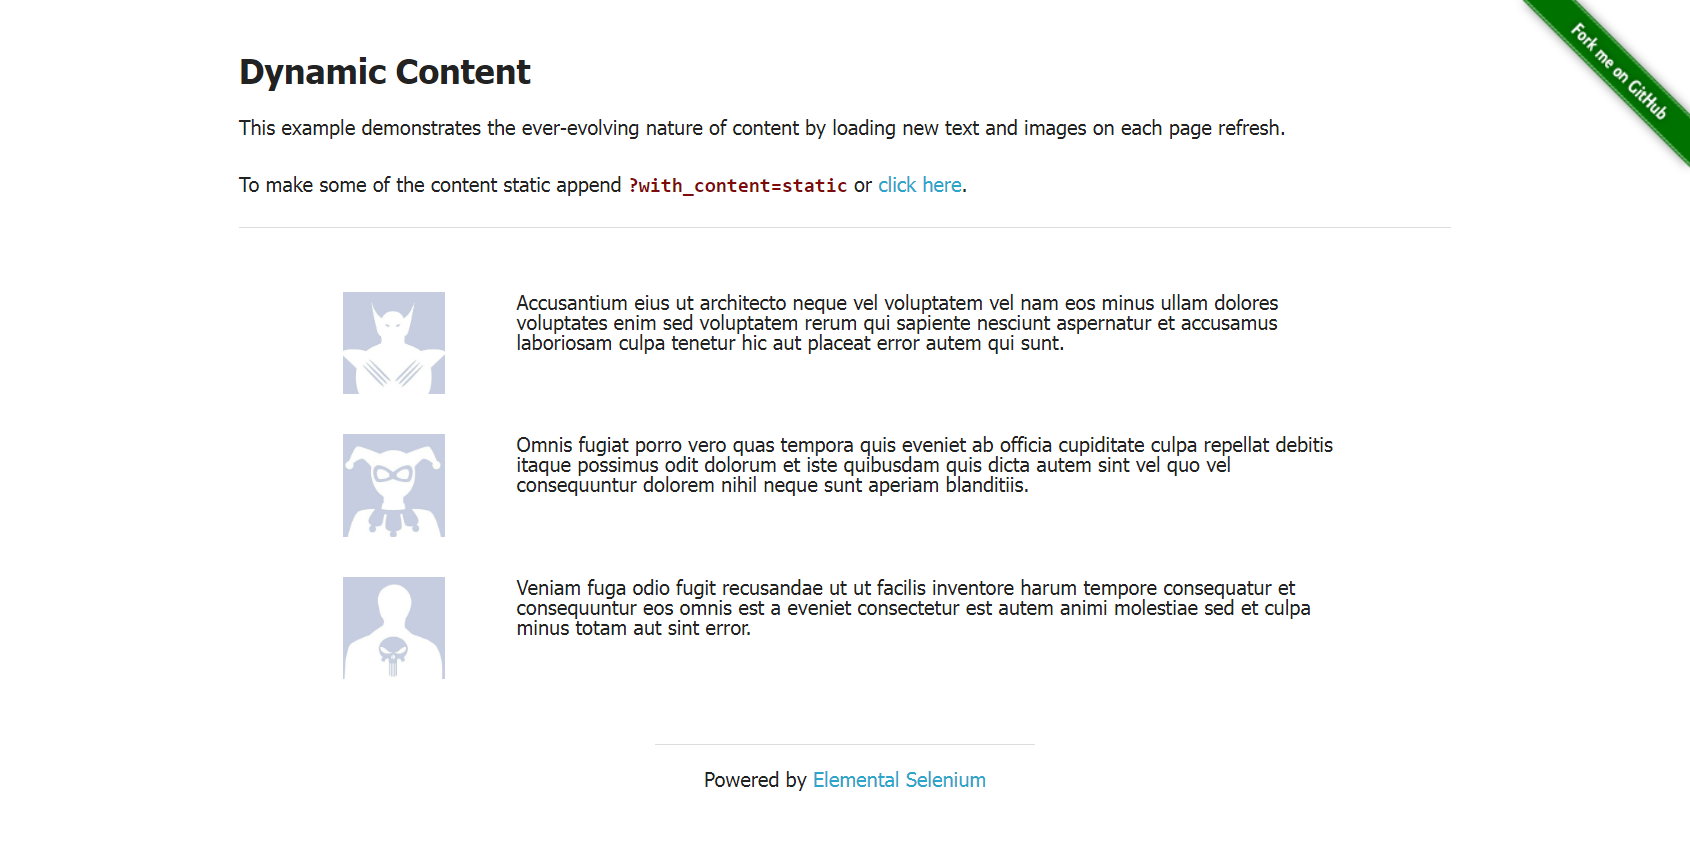 Fork me on GitHub
Dynamic Content
This example demonstrates the ever-evolving nature of content by loading new text and images on each page refresh.
To make some of the content static append ?with_content=static or click here.
Accusantium eius ut architecto neque vel voluptatem vel nam eos minus ullam dolores
voluptates enim sed voluptatem rerum qui sapiente nesciunt aspernatur et accusamus
laboriosam culpa tenetur hic aut placeat error autem qui sunt.
Omnis fugiat porro vero quas tempora quis eveniet ab officia cupiditate culpa repellat debitis
itaque possimus odit dolorum et iste quibusdam quis dicta autem sint vel quo vel
consequuntur dolorem nihil neque sunt aperiam blanditiis.
Veniam fuga odio fugit recusandae ut ut facilis inventore harum tempore consequatur et
consequuntur eos omnis est a eveniet consectetur est autem animi molestiae sed et culpa
minus totam aut sint error.
Powered by Elemental Selenium